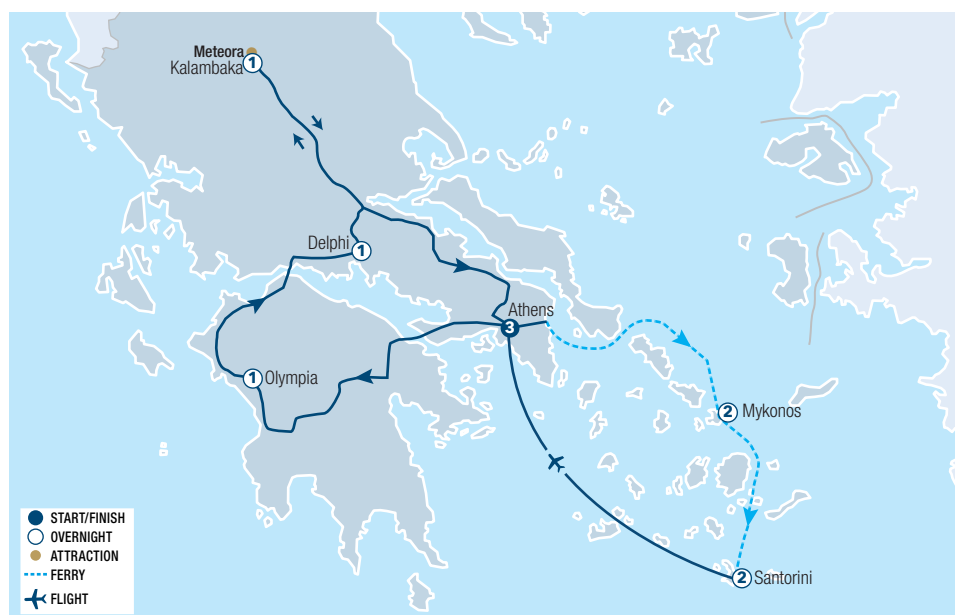 Meteora
Kalambaka
1
Delphi
1
Athens
3
1
Olympia
2
Mykonos
2
Santorini
START/FINISH
OVERNIGHT
ATTRACTION
FERRY
FLIGHT